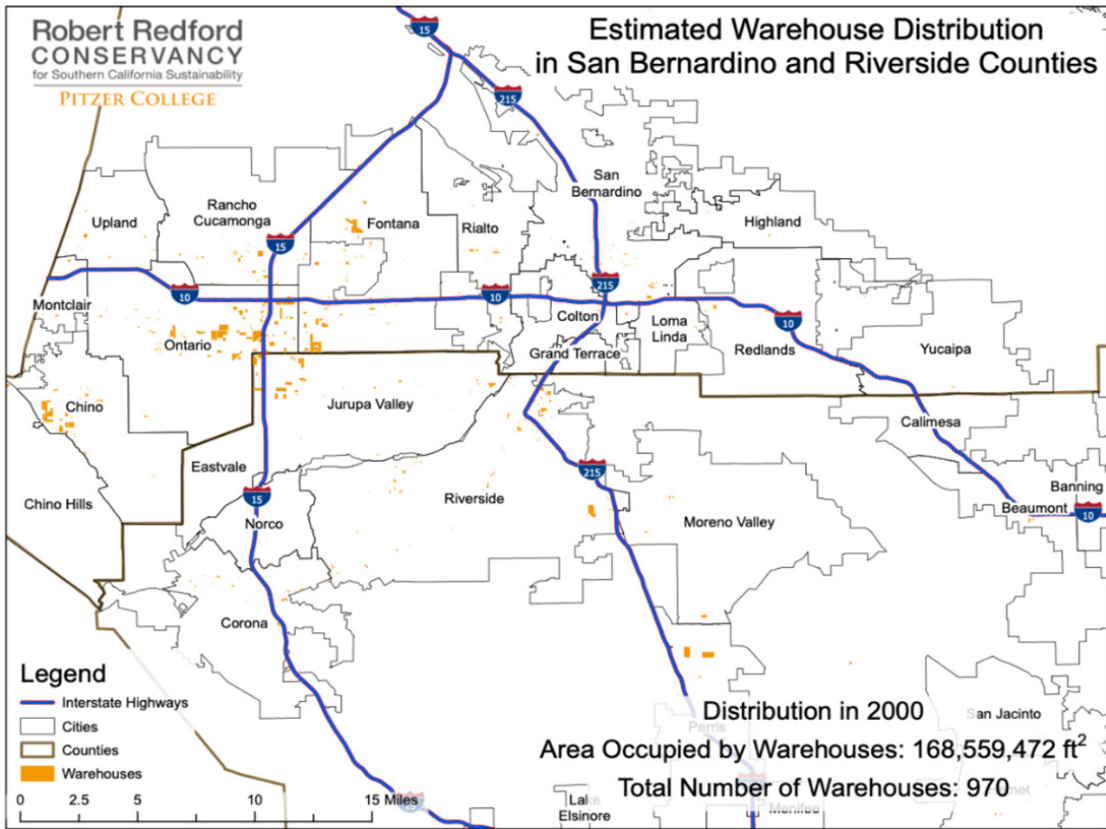 Robert Redford
CONSERVANCY
for Southern California Sustainability
PITZER COLLEGE
Estimated Warehouse Distribution
in San Bernardino and Riverside Counties
15
215
San
Bernardino
Rancho
Cucamonga
Upland
Fontana
Rialto
Highland
15
215
10
10
Montclair
Colton
Loma
Linda
10
Ontario
Grand Terrace
Redlands
Yucaipa
Chino
Jurupa Valley
Calimesa
Eastvale
215
Banning
Chino Hills
15
Riverside
Beaumont
10
Norco
Moreno Valley
Corona
Legend
Interstate Highways
Cities
Counties
Warehouses
0 2.5 5 10 15 Miles
15
Distribution in 2000
San Jacinto
Perris
Area Occupied by Warehouses: 168,559,472 ft²
Total Number of Warehouses: 970
Lake
Elsinore
Menifee